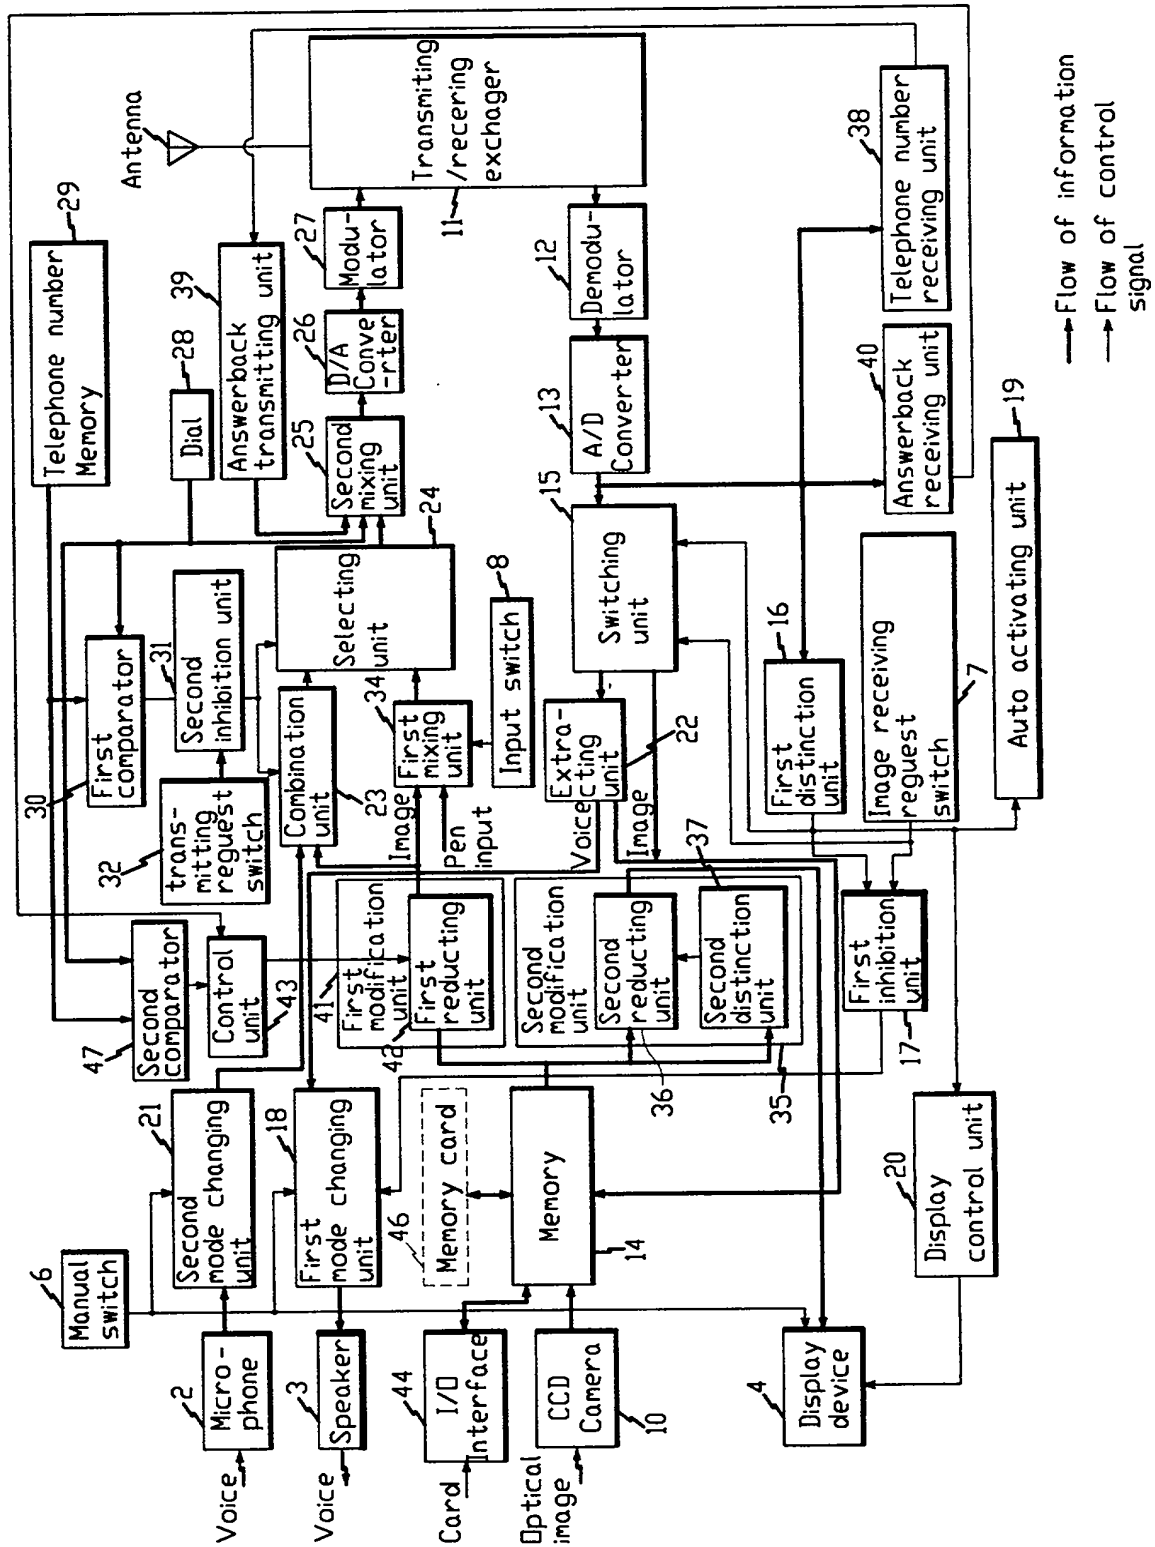 Antenna
Transmiting
/recering
exchager
11
29
Telephone number
Memory
28
Dial
39
Answerback
transmitting unit
27
Modu-
lator
26
D/A
Conve
-rter
25
Second
mixing
unit
24
Selecting
unit
31
Second
inhibition unit
30
First
comparator
32
trans-
mitting
reguest
switch
Combination
unit
23
34
First
mixing
unit
Image
Pen
input
8
Input switch
12
Demodu-
lator
13
A/D
Converter
15
Switching
unit
Extra-
cecting
unit
22
Voice
Image
16
First
distinction
unit
38
Telephone number
receiving unit
40
Answerback
receiving unit
Image receiving
request
switch
7
19
Auto activating unit
47
Second
comparator
Control
unit
43
41
First
modification
unit
42
First
reducting
unit
Second
modification
unit
Second
reducting
unit
36
37
Second
distinction
unit
35
First
inhibition
unit
17
6
Manual
switch
21
Second
mode changing
unit
18
First
mode changing
unit
46
Memory card
Memory
14
20
Display
control unit
2
Micro-
phone
Voice
3
Speaker
Voice
44
I/O
Interface
Card
CCD
Camera
10
Optical
image
4
Display
device
Flow of information
Flow of control
signal